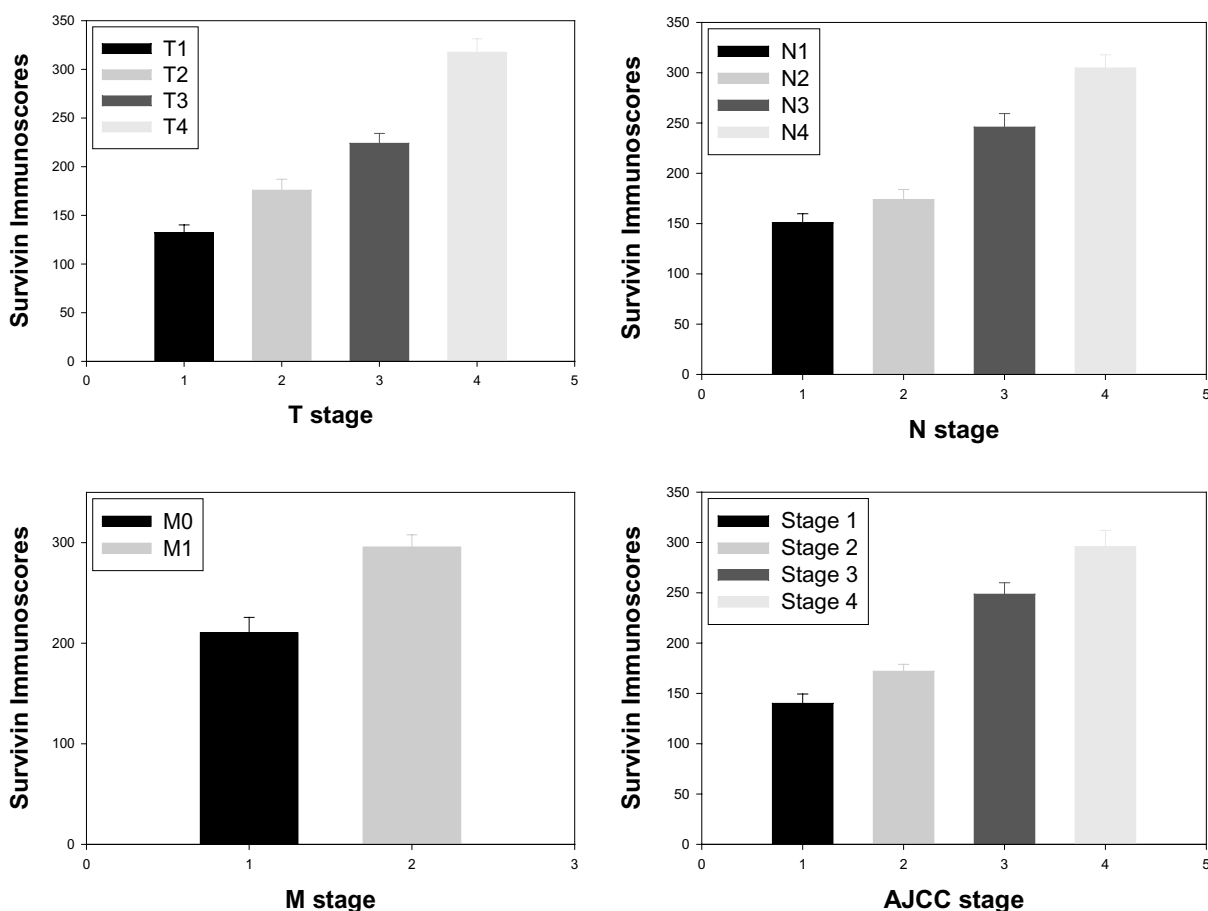 350
300
250
200
150
100
50
0
Survivin Immunoscores
T1
T2
T3
T4
0 1 2 3 4 5
T stage
350
300
250
200
150
100
50
0
Survivin Immunoscores
N1
N2
N3
N4
0 1 2 3 4 5
N stage
300
200
100
0
Survivin Immunoscores
M0
M1
0 1 2 3
M stage
350
300
250
200
150
100
50
0
Survivin Immunoscores
Stage 1
Stage 2
Stage 3
Stage 4
0 1 2 3 4 5
AJCC stage